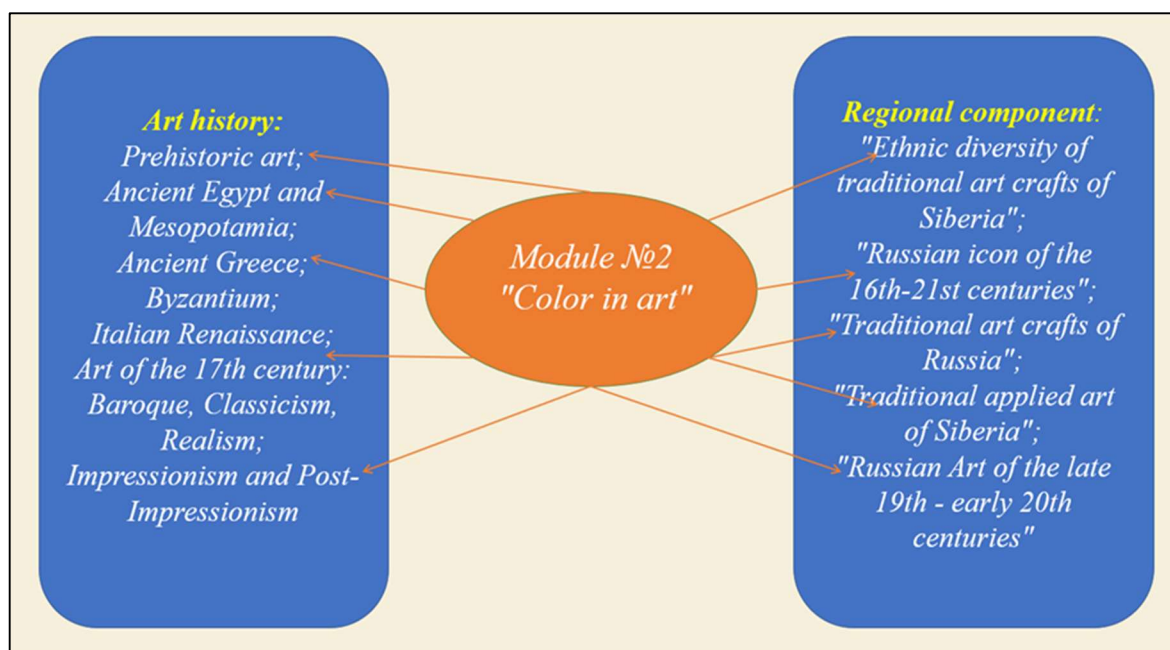 Art history:
Prehistoric art;
Ancient Egypt and
Mesopotamia;
Ancient Greece;
Byzantium;
Italian Renaissance;
Art of the 17th century:
Baroque, Classicism,
Realism;
Impressionism and Post-
Impressionism
Module №2
"Color in art"
Regional component:
"Ethnic diversity of
traditional art crafts of
Siberia";
"Russian icon of the
16th-21st centuries";
"Traditional art crafts of
Russia";
"Traditional applied art
of Siberia";
"Russian Art of the late
19th - early 20th
centuries"